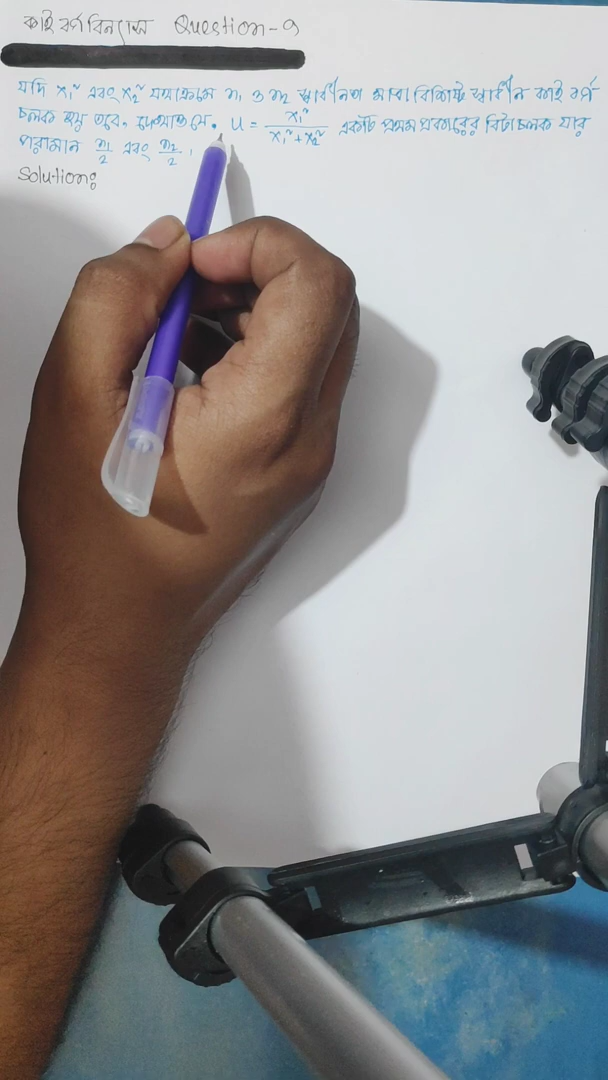 কাই বর্গ বিন্যাস Question-৯
যদি x₁² এবং x₂² যথাক্রমে n₁ ও n₂ স্বাধীনতা মাত্রা বিশিষ্ট স্বাধীন কাই বর্গ
চলক হয় তবে, দেখাও যে. U = x₁²/(x₁²+x₂²) একটি প্রথম প্রকারের বিটা চলক যার
পরামান n₁/2 এবং n₂/2 ।
Solution: